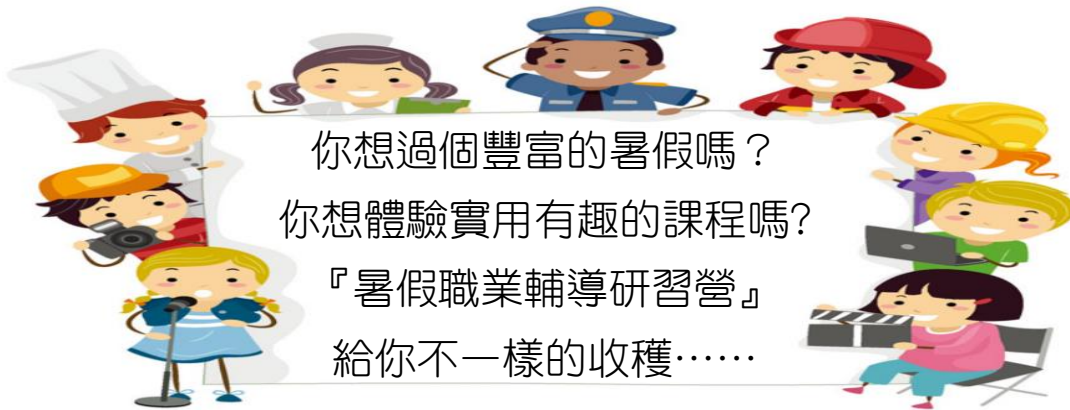 你想過個豐富的暑假嗎？
你想體驗實用有趣的課程嗎?
『暑假職業輔導研習營』
給你不一樣的收穫……